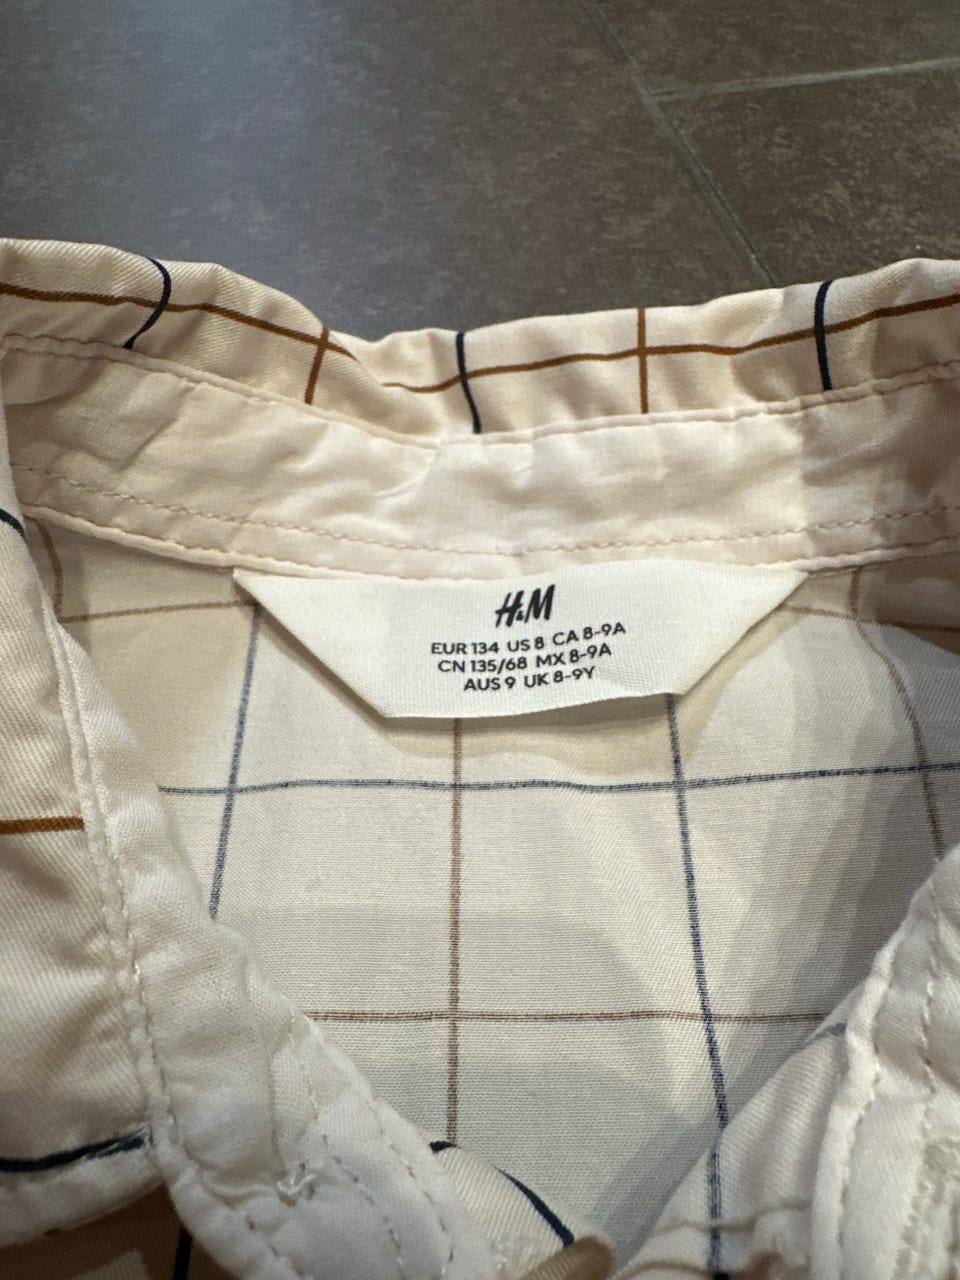 H&M
EUR 134 US 8 CA 8-9A
CN 135/68 MX 8-9A
AUS 9 UK 8-9Y